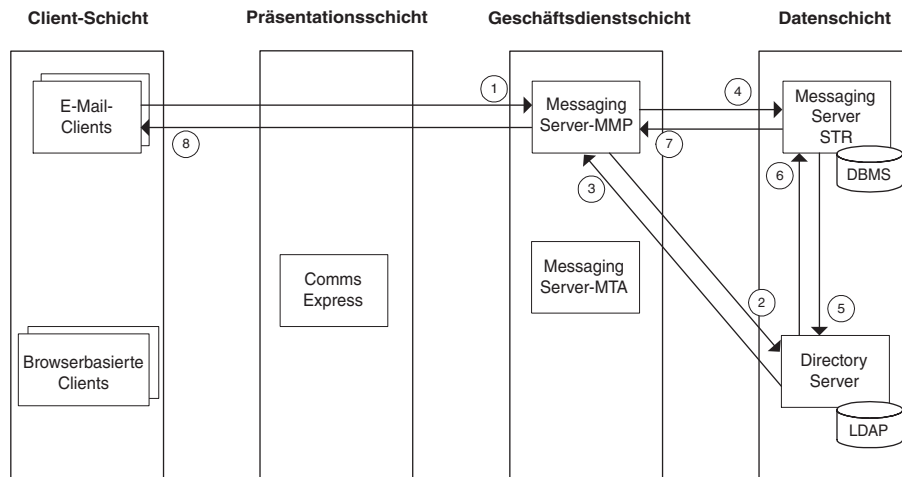 Client-Schicht
Präsentationsschicht
Geschäftsdienstschicht
Datenschicht
E-Mail-
Clients
1
8
Messaging
Server-MMP
4
7
Messaging
Server
STR
DBMS
3
6
Comms
Express
Messaging
Server-MTA
2
5
Browserbasierte
Clients
Directory
Server
LDAP